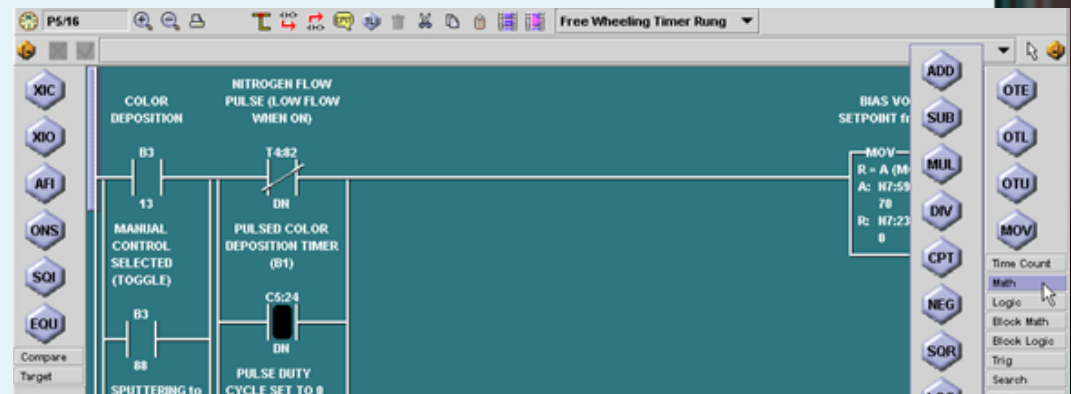 P5/16
Free Wheeling Timer Rung
XIC
XIO
AFI
ONS
SQI
EQU
Compare
Target
COLOR
DEPOSITION
B3
13
MANUAL
CONTROL
SELECTED
(TOGGLE)
B3
88
SPUTTERING to
NITROGEN FLOW
PULSE (LOW FLOW
WHEN ON)
T4:82
DN
PULSED COLOR
DEPOSITION TIMER
(B1)
C5:24
DN
PULSE DUTY
CYCLE SET TO 0
BIAS VO
SETPOINT fr
MOV
R = A (M
A: N7:59
70
R: N7:23
0
ADD
SUB
MUL
DIV
CPT
NEG
SQR
OTE
OTL
OTU
MOV
Time Count
Math
Logic
Block Math
Block Logic
Trig
Search